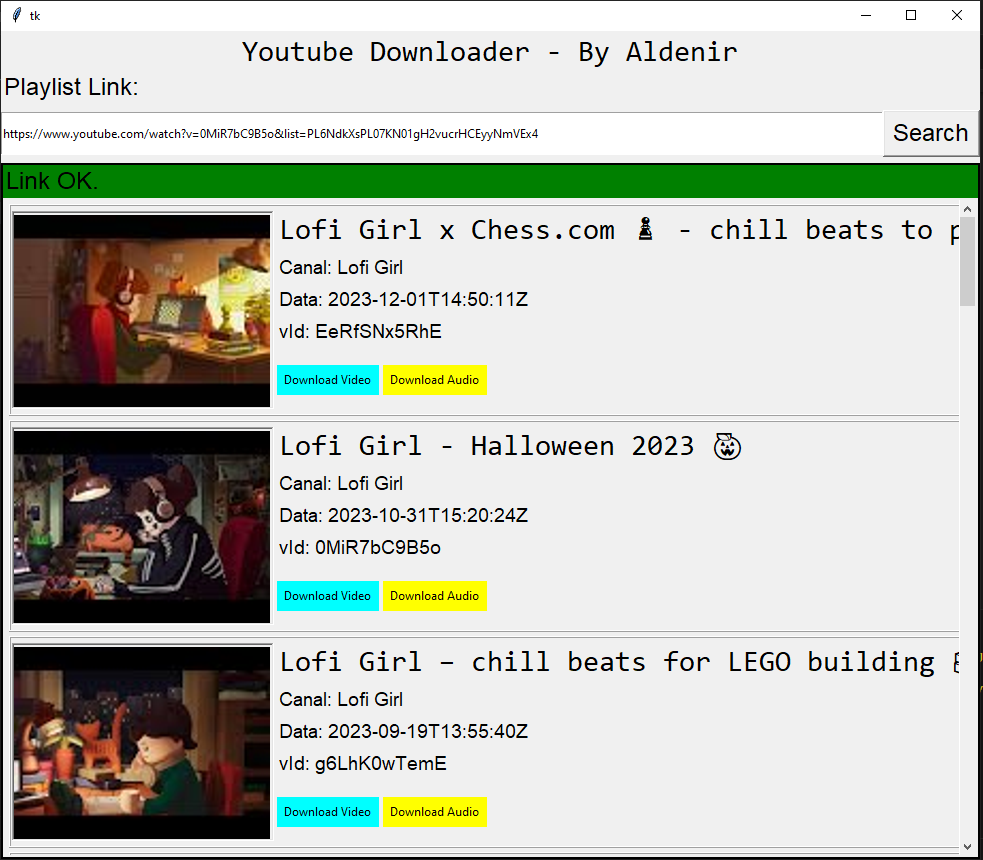 tk
Youtube Downloader - By Aldenir
Playlist Link:
https://www.youtube.com/watch?v=0MiR7bC9B5o&list=PL6NdkXsPL07KN01gH2vucrHCEyyNmVEx4
Search
Link OK.
Lofi Girl x Chess.com ♟ - chill beats to p
Canal: Lofi Girl
Data: 2023-12-01T14:50:11Z
vId: EeRfSNx5RhE
Download Video Download Audio
Lofi Girl - Halloween 2023 🎃
Canal: Lofi Girl
Data: 2023-10-31T15:20:24Z
vId: 0MiR7bC9B5o
Download Video Download Audio
Lofi Girl – chill beats for LEGO building
Canal: Lofi Girl
Data: 2023-09-19T13:55:40Z
vId: g6LhK0wTemE
Download Video Download Audio